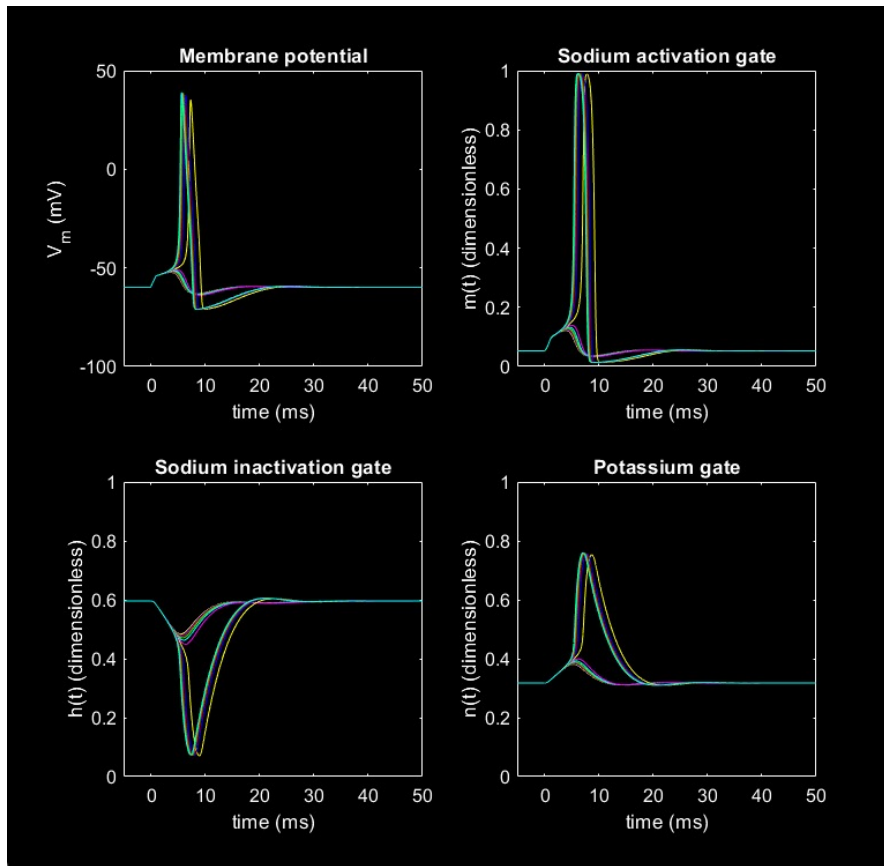 Membrane potential
50
0
-50
-100
V_m (mV)
0 10 20 30 40 50
time (ms)
Sodium activation gate
1
0.8
0.6
0.4
0.2
0
m(t) (dimensionless)
0 10 20 30 40 50
time (ms)
Sodium inactivation gate
1
0.8
0.6
0.4
0.2
0
h(t) (dimensionless)
0 10 20 30 40 50
time (ms)
Potassium gate
1
0.8
0.6
0.4
0.2
0
n(t) (dimensionless)
0 10 20 30 40 50
time (ms)